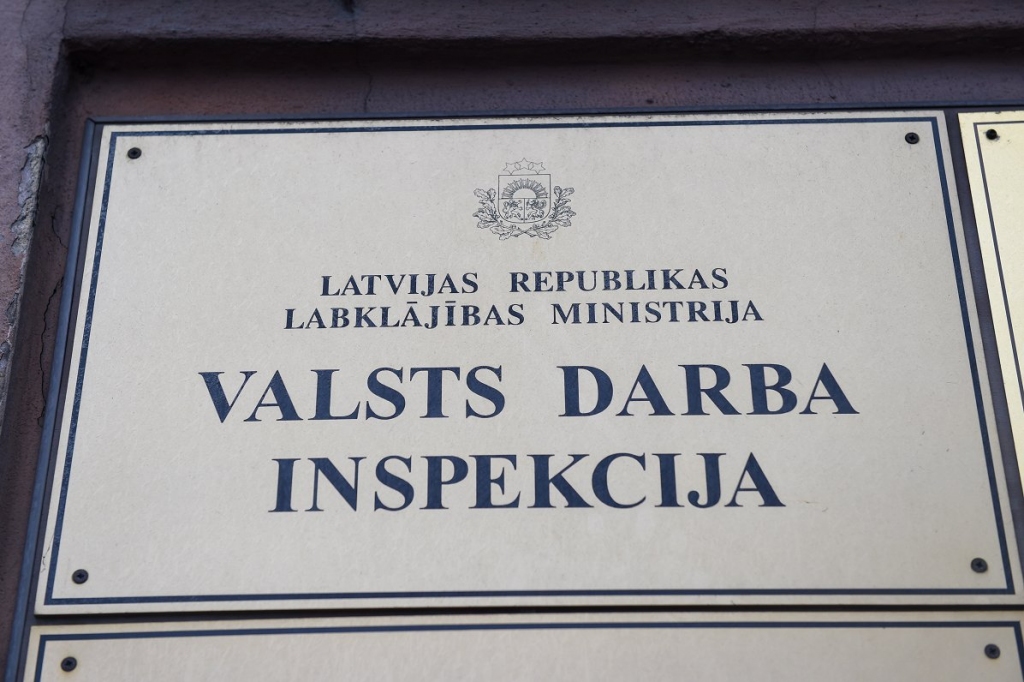 LATVIJAS REPUBLIKAS
LABKLĀJĪBAS MINISTRIJA
VALSTS DARBA
INSPEKCIJA